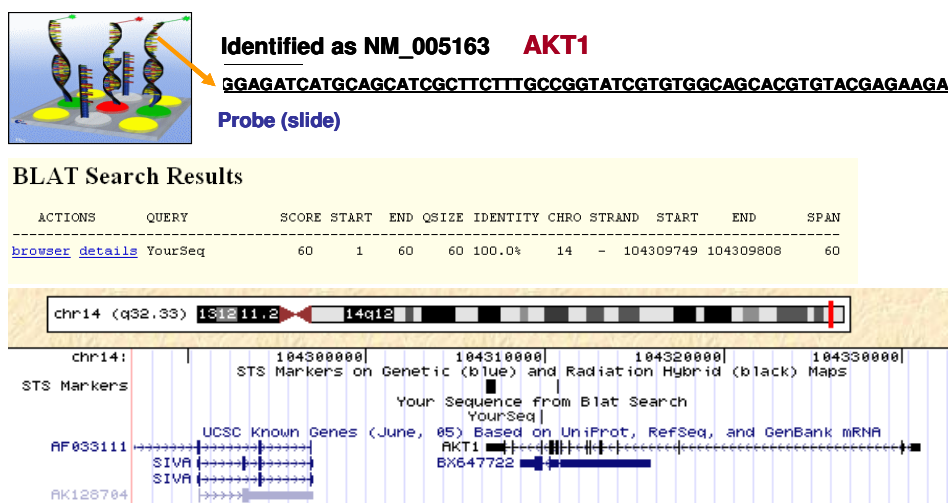 Identified as NM_005163 AKT1
GGAGATCATGCAGCATCGCTTCTTTGCCGGTATCGTGTGGCAGCACGTGTACGAGAAGA
Probe (slide)
BLAT Search Results
ACTIONS QUERY SCORE START END QSIZE IDENTITY CHRO STRAND START END SPAN
browser details YourSeq 60 1 60 60 100.0% 14 - 104309749 104309808 60
chr14 (q32.33) 13 12 11.2 14q12
chr14: 104300000 104310000 104320000 104330000
STS Markers on Genetic (blue) and Radiation Hybrid (black) Maps
STS Markers
Your Sequence from Blat Search
YourSeq
UCSC Known Genes (June, 05) Based on UniProt, RefSeq, and GenBank mRNA
AF033111 AKT1
SIVA BX647722
SIVA
AK128704